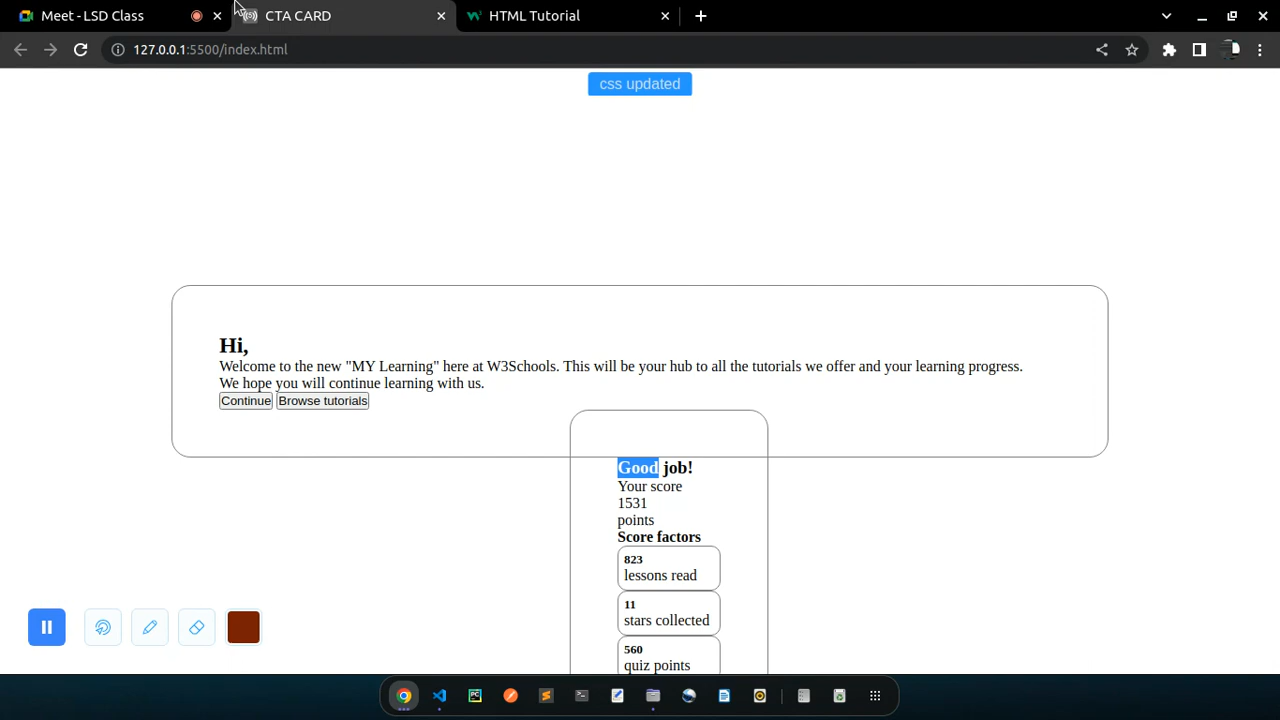 Meet - LSD Class
CTA CARD
HTML Tutorial
127.0.0.1:5500/index.html
css updated
Hi,
Welcome to the new "MY Learning" here at W3Schools. This will be your hub to all the tutorials we offer and your learning progress.
We hope you will continue learning with us.
Continue Browse tutorials
Good job!
Your score
1531
points
Score factors
823
lessons read
11
stars collected
560
quiz points